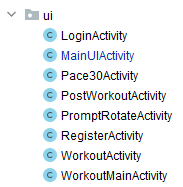 ui
LoginActivity
MainUIActivity
Pace30Activity
PostWorkoutActivity
PromptRotateActivity
RegisterActivity
WorkoutActivity
WorkoutMainActivity